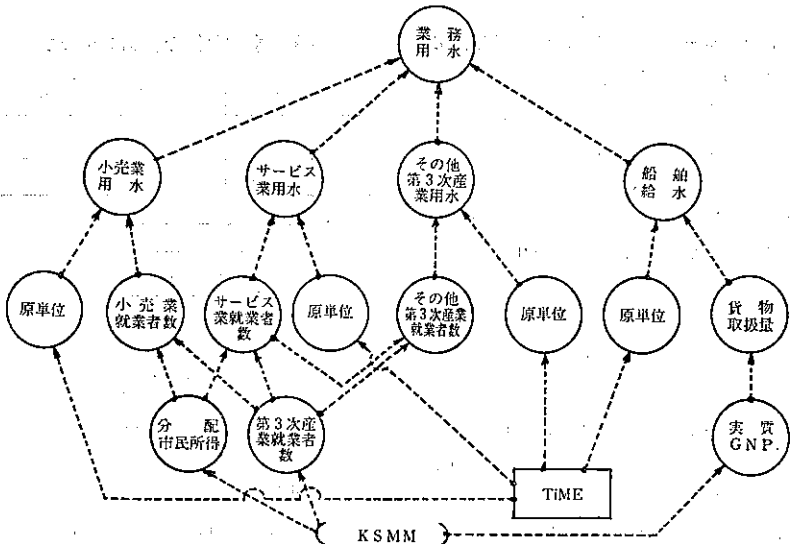 業務
用水
小売業
用水
サービス
業用水
その他
第3次産
業用水
船舶
給水
原単位
小売業
就業者数
サービス
業就業者
数
原単位
その他
第3次産業
就業者数
原単位
原単位
貨物
取扱量
分配
市民所得
第3次産
業就業者
数
実質
GNP.
TiME
KSMM